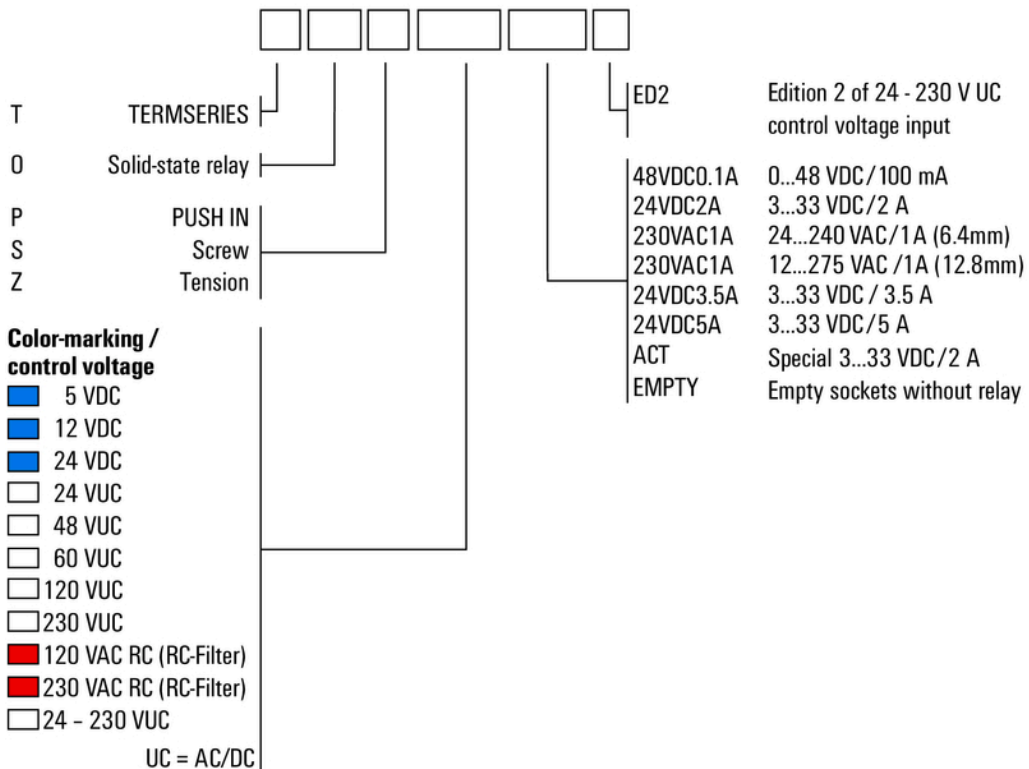 T TERMSERIES
O Solid-state relay
P PUSH IN
S Screw
Z Tension
Color-marking /
control voltage
5 VDC
12 VDC
24 VDC
24 VUC
48 VUC
60 VUC
120 VUC
230 VUC
120 VAC RC (RC-Filter)
230 VAC RC (RC-Filter)
24 – 230 VUC
UC = AC/DC
ED2 Edition 2 of 24 - 230 V UC
control voltage input
48VDC0.1A 0...48 VDC/100 mA
24VDC2A 3...33 VDC/2 A
230VAC1A 24...240 VAC/1A (6.4mm)
230VAC1A 12...275 VAC /1A (12.8mm)
24VDC3.5A 3...33 VDC / 3.5 A
24VDC5A 3...33 VDC/5 A
ACT Special 3...33 VDC/2 A
EMPTY Empty sockets without relay